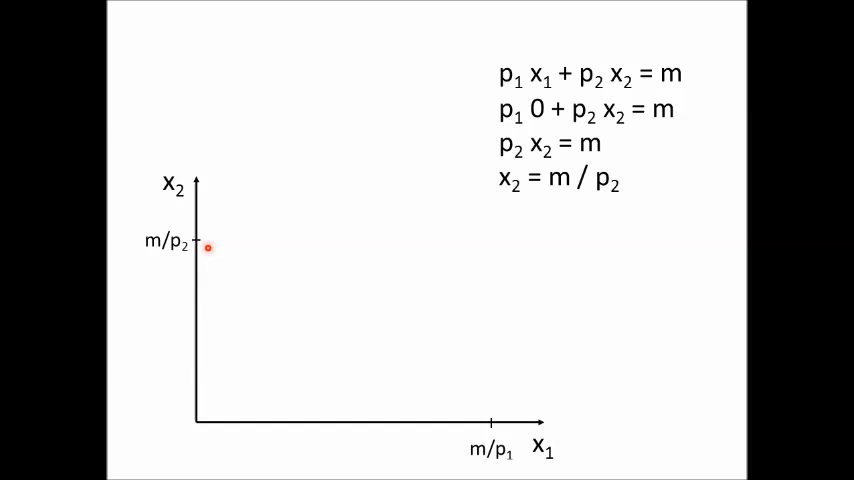 p₁ x₁ + p₂ x₂ = m
p₁ 0 + p₂ x₂ = m
p₂ x₂ = m
x₂ = m / p₂
x₂
m/p₂
m/p₁
x₁